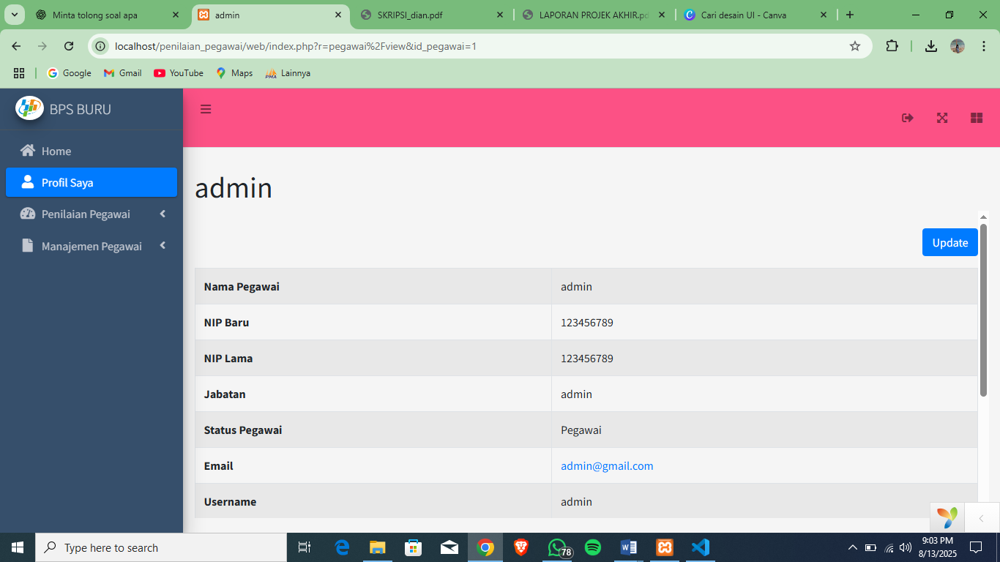 Minta tolong soal apa
admin
SKRIPSI_dian.pdf
LAPORAN PROJEK AKHIR.pd
Cari desain UI - Canva
localhost/penilaian_pegawai/web/index.php?r=pegawai%2Fview&id_pegawai=1
Google
Gmail
YouTube
Maps
Lainnya
BPS BURU
Home
Profil Saya
Penilaian Pegawai
Manajemen Pegawai
admin
Update
Nama Pegawai admin
NIP Baru 123456789
NIP Lama 123456789
Jabatan admin
Status Pegawai Pegawai
Email admin@gmail.com
Username admin
Type here to search
78
9:03 PM
8/13/2025